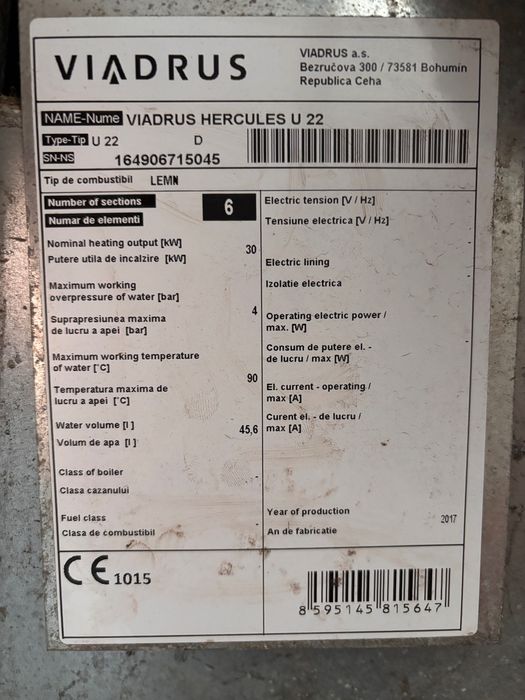 VIADRUS
VIADRUS a.s.
Bezručova 300 / 73581 Bohumín
Republica Ceha
NAME-Nume VIADRUS HERCULES U 22
Type-Tip U 22 D
SN-NS 164906715045
Tip de combustibil LEMN
Number of sections
Numar de elementi
6
Nominal heating output [kW]
Putere utila de incalzire [kW]
30
Maximum working
overpressure of water [bar]
Suprapresiunea maxima
de lucru a apei [bar]
4
Maximum working temperature
of water [˚C]
Temperatura maxima de
lucru a apei [˚C]
90
Water volume [l]
Volum de apa [l]
45,6
Class of boiler
Clasa cazanului
-
Fuel class
Clasa de combustibil
-
Electric tension [V / Hz]
Tensiune electrica [V / Hz]
Electric lining
Izolatie electrica
Operating electric power /
max. [W]
Consum de putere el. -
de lucru / max [W]
El. current - operating /
max [A]
Curent el. - de lucru /
max [A]
Year of production
An de fabricatie
2017
CE 1015
8 595145 815647